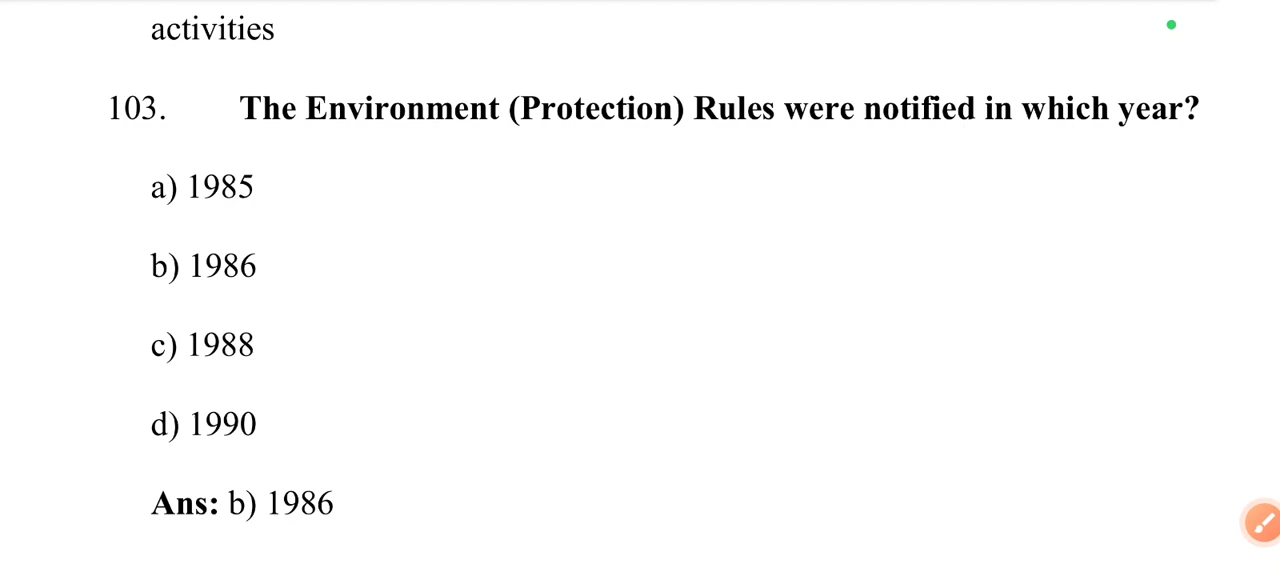 activities
103. The Environment (Protection) Rules were notified in which year?
a) 1985
b) 1986
c) 1988
d) 1990
Ans: b) 1986